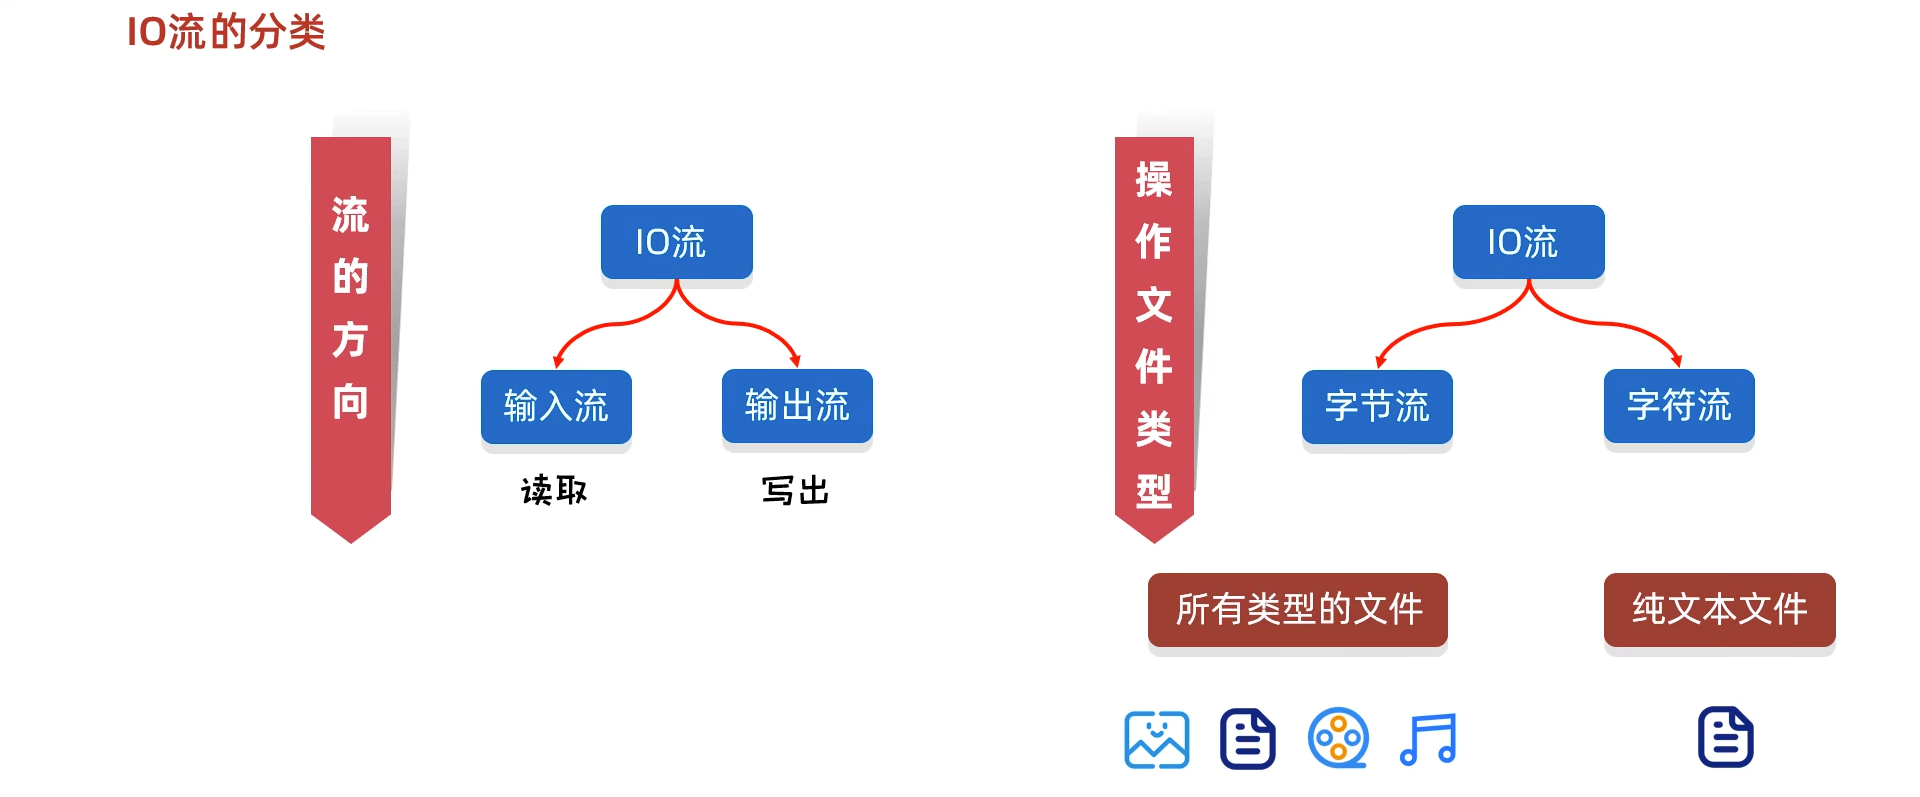 IO流的分类
流的方向
IO流
输入流
输出流
读取
写出
操作文件类型
IO流
字节流
字符流
所有类型的文件
纯文本文件